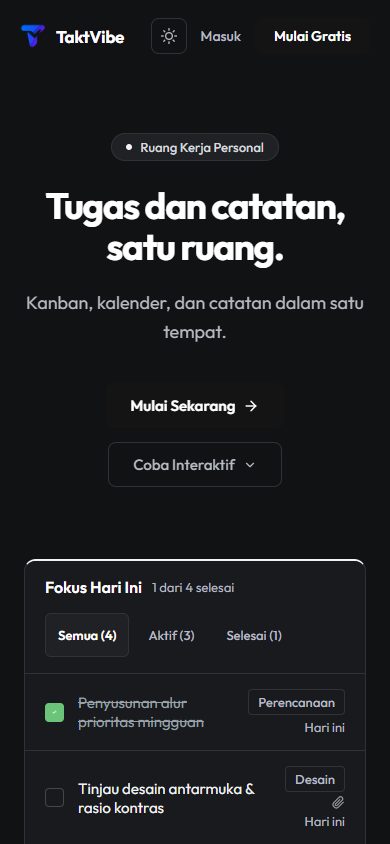 TaktVibe
Masuk
Mulai Gratis
Ruang Kerja Personal
Tugas dan catatan,
satu ruang.
Kanban, kalender, dan catatan dalam satu
tempat.
Mulai Sekarang
Coba Interaktif
Fokus Hari Ini 1 dari 4 selesai
Semua (4) Aktif (3) Selesai (1)
Penyusunan alur
prioritas mingguan
Perencanaan
Hari ini
Tinjau desain antarmuka &
rasio kontras
Desain
Hari ini